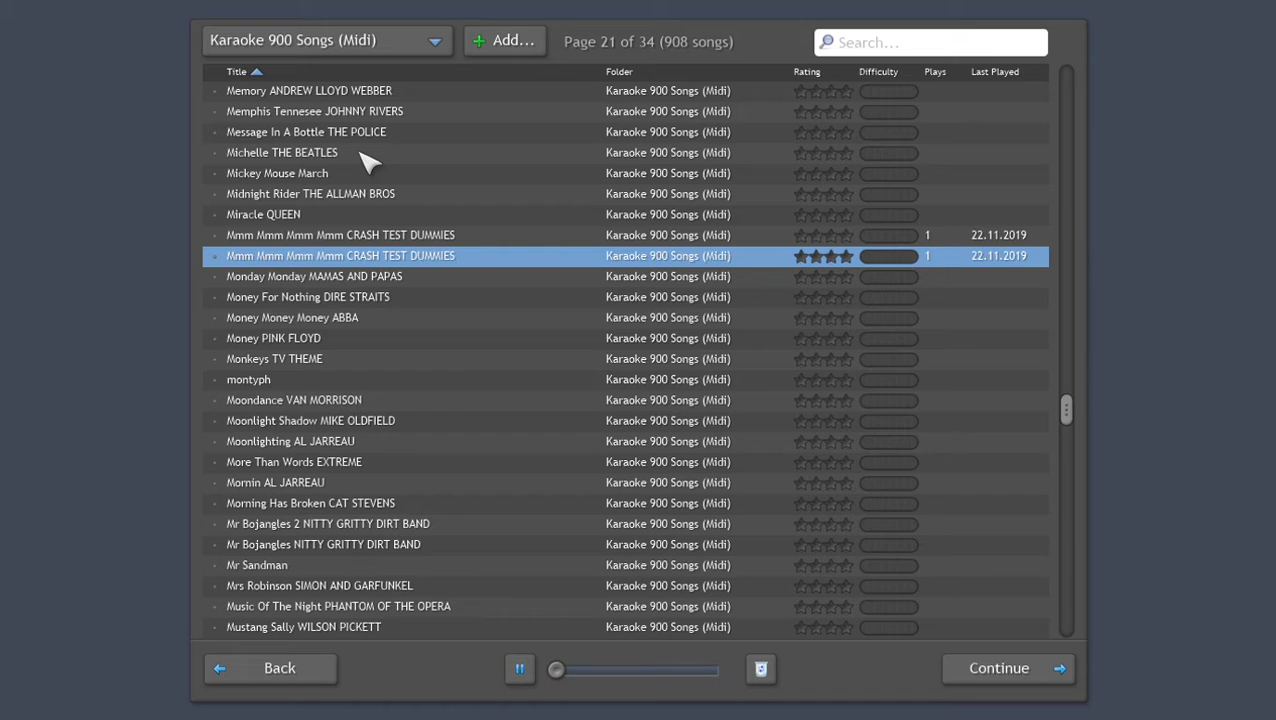 Karaoke 900 Songs (Midi) Add... Page 21 of 34 (908 songs) Search...
Title Folder Rating Difficulty Plays Last Played
Memory ANDREW LLOYD WEBBER Karaoke 900 Songs (Midi)
Memphis Tennesee JOHNNY RIVERS Karaoke 900 Songs (Midi)
Message In A Bottle THE POLICE Karaoke 900 Songs (Midi)
Michelle THE BEATLES Karaoke 900 Songs (Midi)
Mickey Mouse March Karaoke 900 Songs (Midi)
Midnight Rider THE ALLMAN BROS Karaoke 900 Songs (Midi)
Miracle QUEEN Karaoke 900 Songs (Midi)
Mmm Mmm Mmm Mmm CRASH TEST DUMMIES Karaoke 900 Songs (Midi) 1 22.11.2019
Mmm Mmm Mmm Mmm CRASH TEST DUMMIES Karaoke 900 Songs (Midi) 1 22.11.2019
Monday Monday MAMAS AND PAPAS Karaoke 900 Songs (Midi)
Money For Nothing DIRE STRAITS Karaoke 900 Songs (Midi)
Money Money Money ABBA Karaoke 900 Songs (Midi)
Money PINK FLOYD Karaoke 900 Songs (Midi)
Monkeys TV THEME Karaoke 900 Songs (Midi)
montyph Karaoke 900 Songs (Midi)
Moondance VAN MORRISON Karaoke 900 Songs (Midi)
Moonlight Shadow MIKE OLDFIELD Karaoke 900 Songs (Midi)
Moonlighting AL JARREAU Karaoke 900 Songs (Midi)
More Than Words EXTREME Karaoke 900 Songs (Midi)
Mornin AL JARREAU Karaoke 900 Songs (Midi)
Morning Has Broken CAT STEVENS Karaoke 900 Songs (Midi)
Mr Bojangles 2 NITTY GRITTY DIRT BAND Karaoke 900 Songs (Midi)
Mr Bojangles NITTY GRITTY DIRT BAND Karaoke 900 Songs (Midi)
Mr Sandman Karaoke 900 Songs (Midi)
Mrs Robinson SIMON AND GARFUNKEL Karaoke 900 Songs (Midi)
Music Of The Night PHANTOM OF THE OPERA Karaoke 900 Songs (Midi)
Mustang Sally WILSON PICKETT Karaoke 900 Songs (Midi)
Back Continue